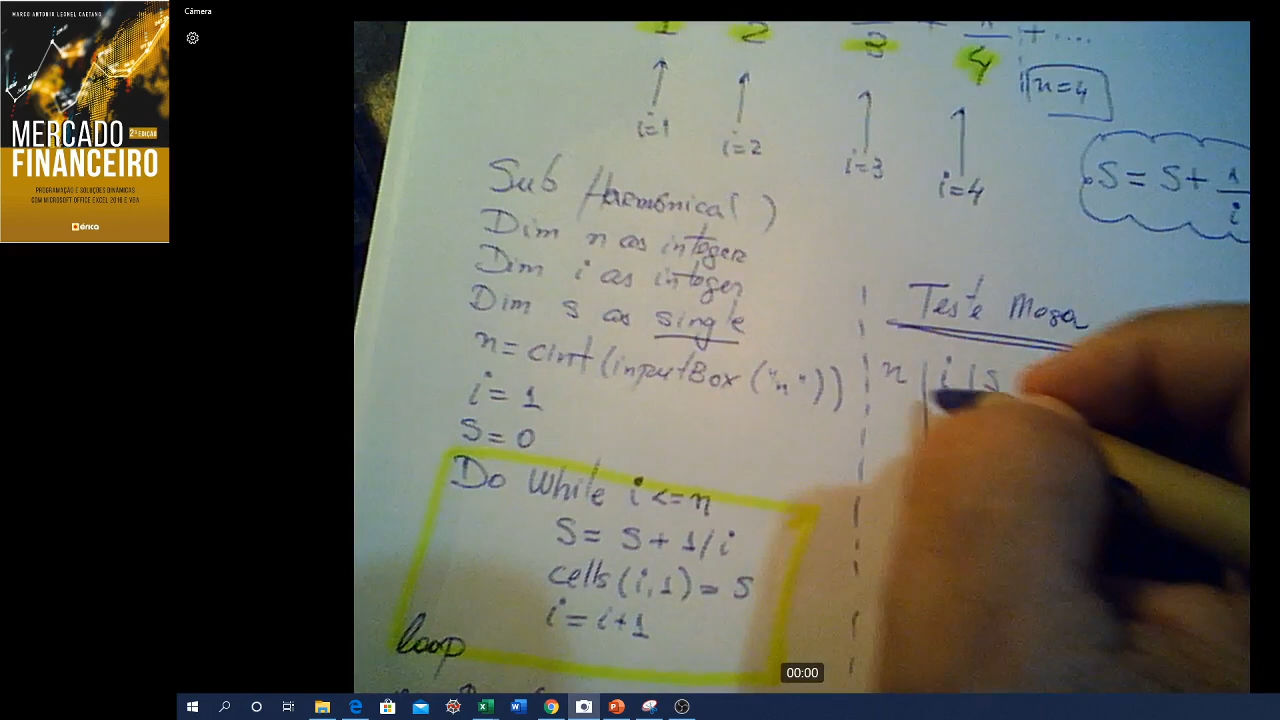 MARCO ANTONIO LEONEL CAETANO
MERCADO 2ª EDIÇÃO
FINANCEIRO
PROGRAMAÇÃO E SOLUÇÕES DINÂMICAS
COM MICROSOFT OFFICE EXCEL 2016 E VBA
érica
Câmera
1 2 3 + 4 + ....
n=4
i=1 i=2 i=3 i=4
S = S + 1/i
Sub Harmônica( )
Dim n as integer
Dim i as integer
Dim s as single
n = cint(inputBox("n"))
i = 1
S = 0
Do While i <= n
S = S + 1/i
cells(i,1) = S
i = i+1
loop
Teste Mesa
n | i | S
00:00